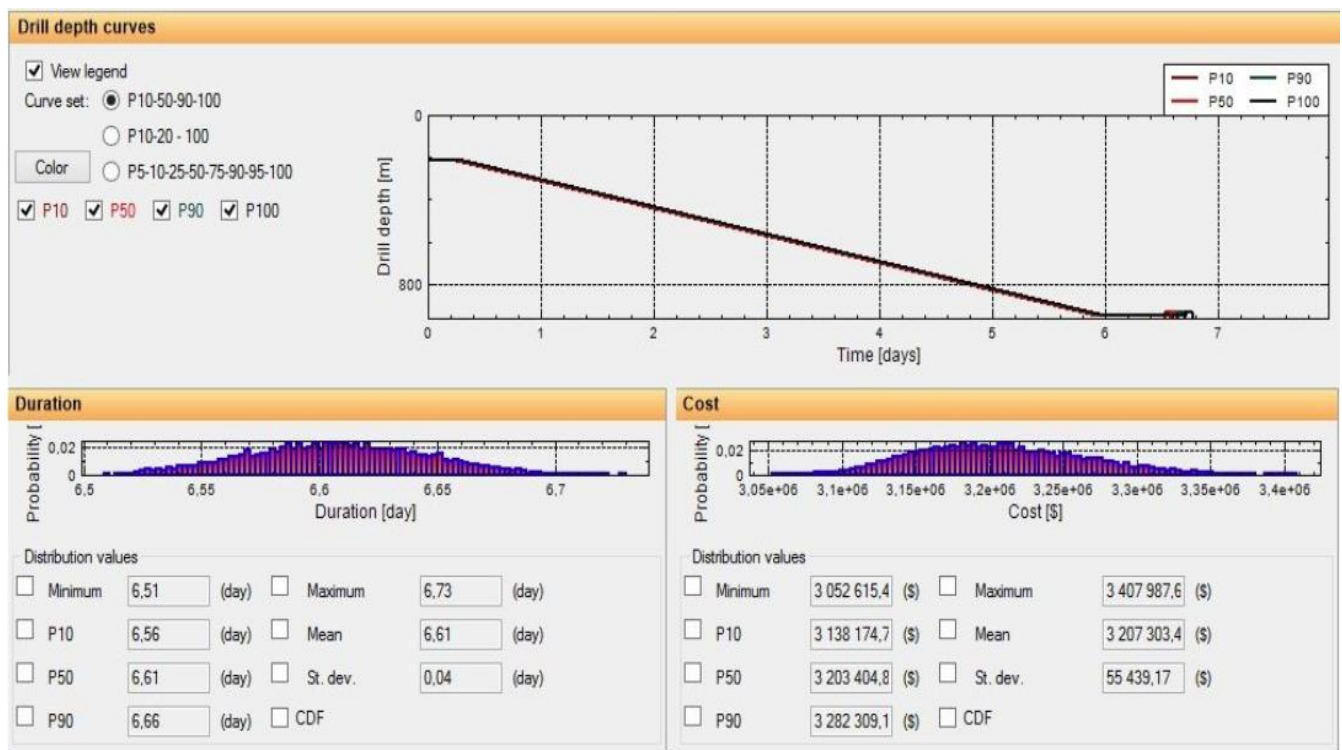 Drill depth curves
View legend
Curve set: P10-50-90-100
P10-20 - 100
Color P5-10-25-50-75-90-95-100
P10 P50 P90 P100
P10 P90
P50 P100
Drill depth [m]
0
800
0 1 2 3 4 5 6 7
Time [days]
Duration
Probability [
0,02
0
6,5 6,55 6,6 6,65 6,7
Duration [day]
Distribution values
Minimum 6,51 (day) Maximum 6,73 (day)
P10 6,56 (day) Mean 6,61 (day)
P50 6,61 (day) St. dev. 0,04 (day)
P90 6,66 (day) CDF
Cost
Probability [
0,02
0
3,05e+06 3,1e+06 3,15e+06 3,2e+06 3,25e+06 3,3e+06 3,35e+06 3,4e+06
Cost [$]
Distribution values
Minimum 3 052 615,4 ($) Maximum 3 407 987,6 ($)
P10 3 138 174,7 ($) Mean 3 207 303,4 ($)
P50 3 203 404,8 ($) St. dev. 55 439,17 ($)
P90 3 282 309,1 ($) CDF